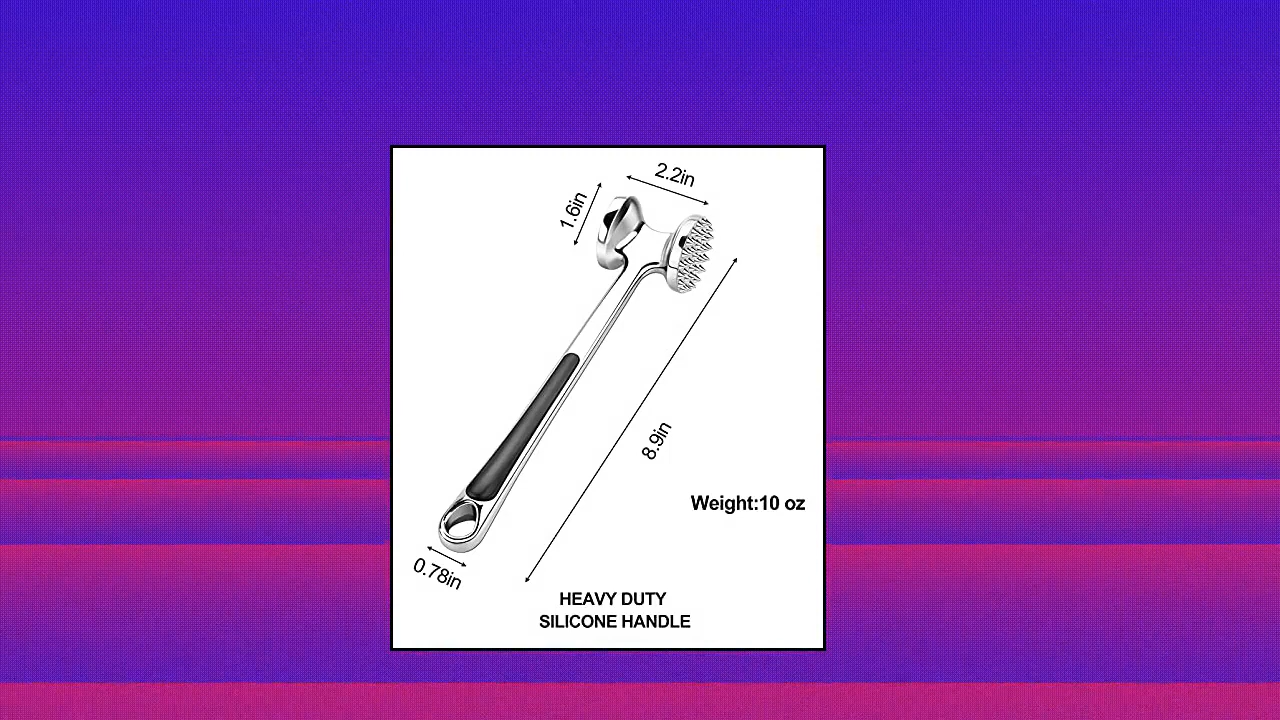 2.2in
1.6in
8.9in
Weight:10 oz
0.78in
HEAVY DUTY
SILICONE HANDLE